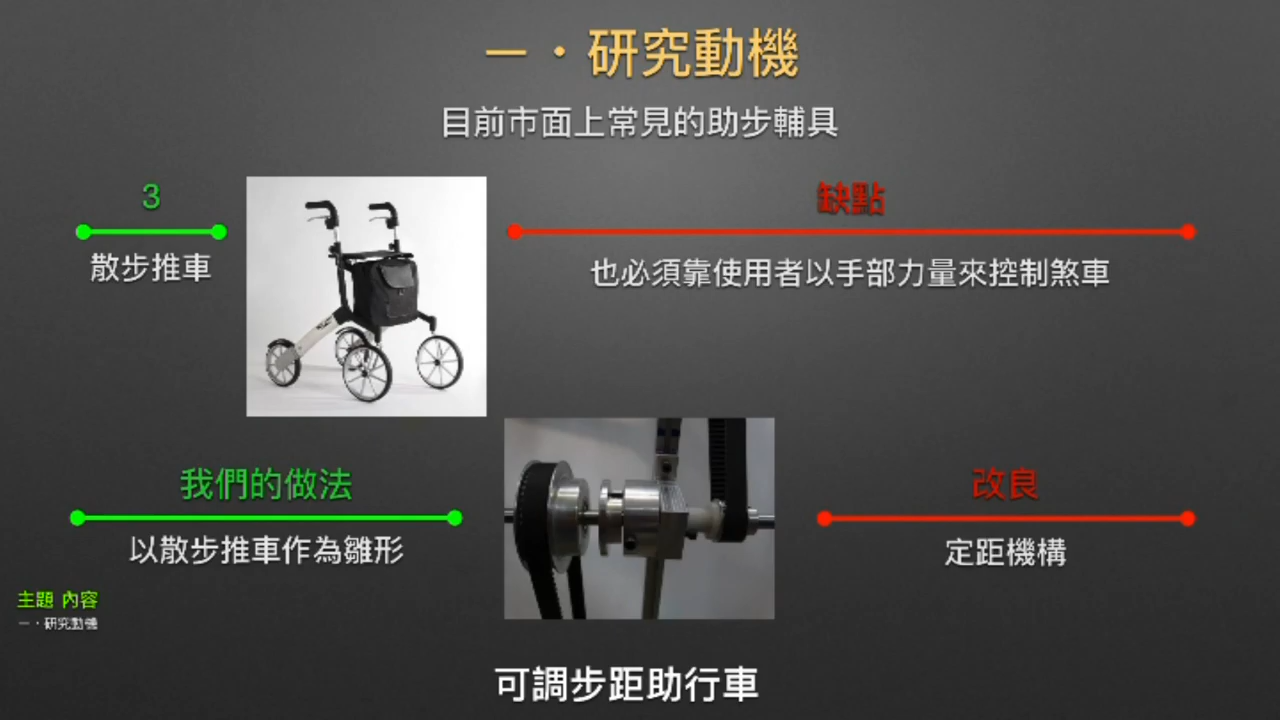 一・研究動機
目前市面上常見的助步輔具
3
散步推車
缺點
也必須靠使用者以手部力量來控制煞車
我們的做法
以散步推車作為雛形
改良
定距機構
主題 內容
一・研究動機
可調步距助行車